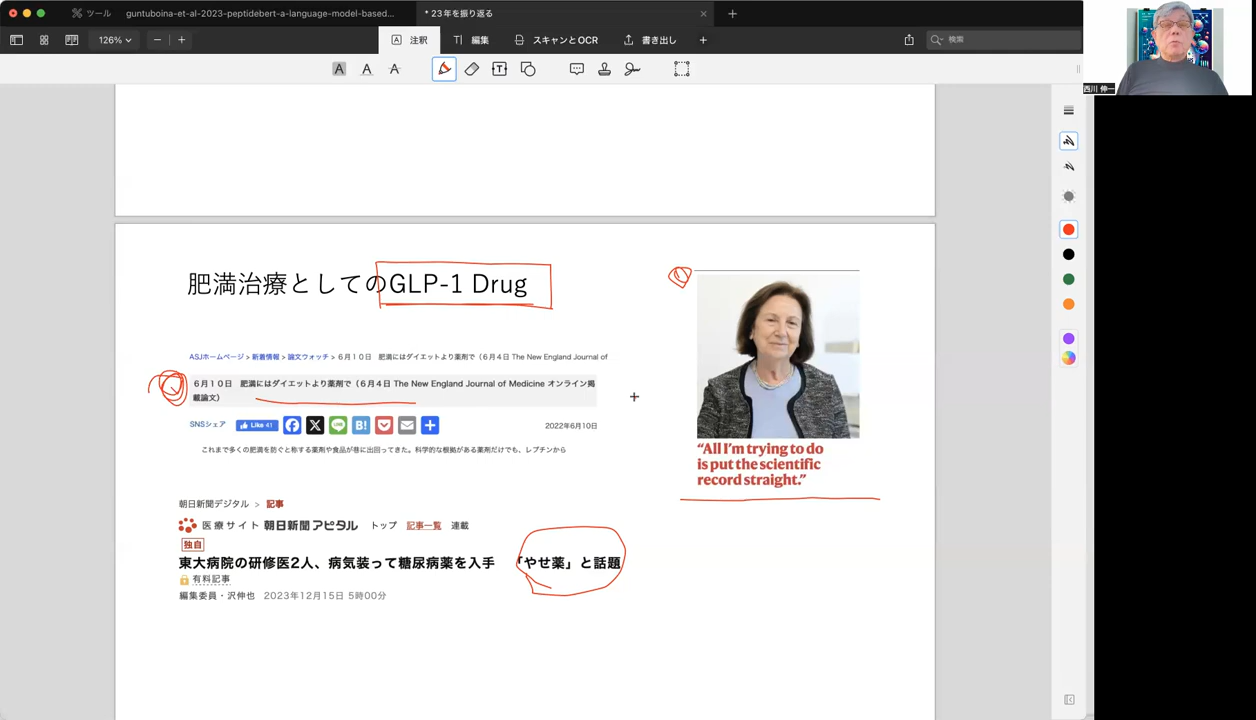 ツール
guntuboina-et-al-2023-peptidebert-a-language-model-based...
* 23年を振り返る
126%
注釈
編集
スキャンとOCR
書き出し
検索
西川 伸一
肥満治療としてのGLP-1 Drug
ASJホームページ > 新着情報 > 論文ウォッチ > 6月10日 肥満にはダイエットより薬剤で(6月4日 The New England Journal of
6月10日 肥満にはダイエットより薬剤で(6月4日 The New England Journal of Medicine オンライン掲
載論文)
SNSシェア
Like 41
B!
2022年6月10日
これまで多くの肥満を防ぐと称する薬剤や食品が巷に出回ってきた。科学的な根拠がある薬剤だけでも、レプチンから
"All I'm trying to do
is put the scientific
record straight."
朝日新聞デジタル > 記事
医療サイト 朝日新聞アピタル トップ 記事一覧 連載
独自
東大病院の研修医2人、病気装って糖尿病薬を入手 「やせ薬」と話題
有料記事
編集委員・沢伸也 2023年12月15日 5時00分